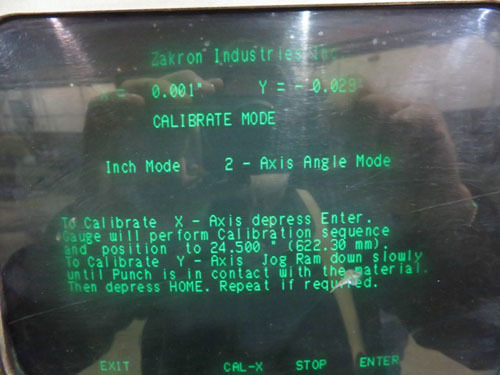 Zakron Industries Inc
X = 0.001" Y = - 0.029
CALIBRATE MODE
Inch Mode 2 - Axis Angle Mode
To Calibrate X - Axis depress Enter.
Gauge will perform Calibration sequence
and position to 24.500 " (622.30 mm).
To Calibrate Y - Axis Jog Ram down slowly
until Punch is in contact with the material.
Then depress HOME. Repeat if required.
EXIT CAL-X STOP ENTER